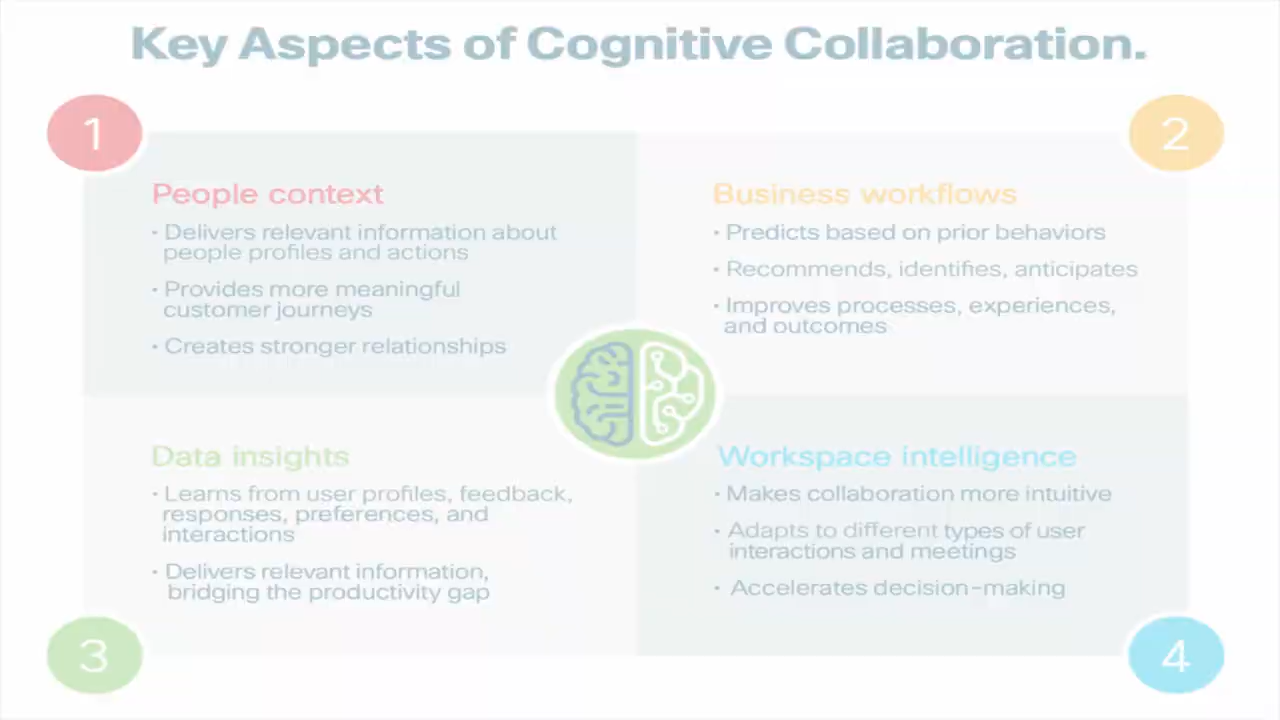 Key Aspects of Cognitive Collaboration.
1
People context
• Delivers relevant information about
people profiles and actions
• Provides more meaningful
customer journeys
• Creates stronger relationships
2
Business workflows
• Predicts based on prior behaviors
• Recommends, identifies, anticipates
• Improves processes, experiences,
and outcomes
3
Data insights
• Learns from user profiles, feedback,
responses, preferences, and
interactions
• Delivers relevant information,
bridging the productivity gap
4
Workspace intelligence
• Makes collaboration more intuitive
• Adapts to different types of user
interactions and meetings
• Accelerates decision-making